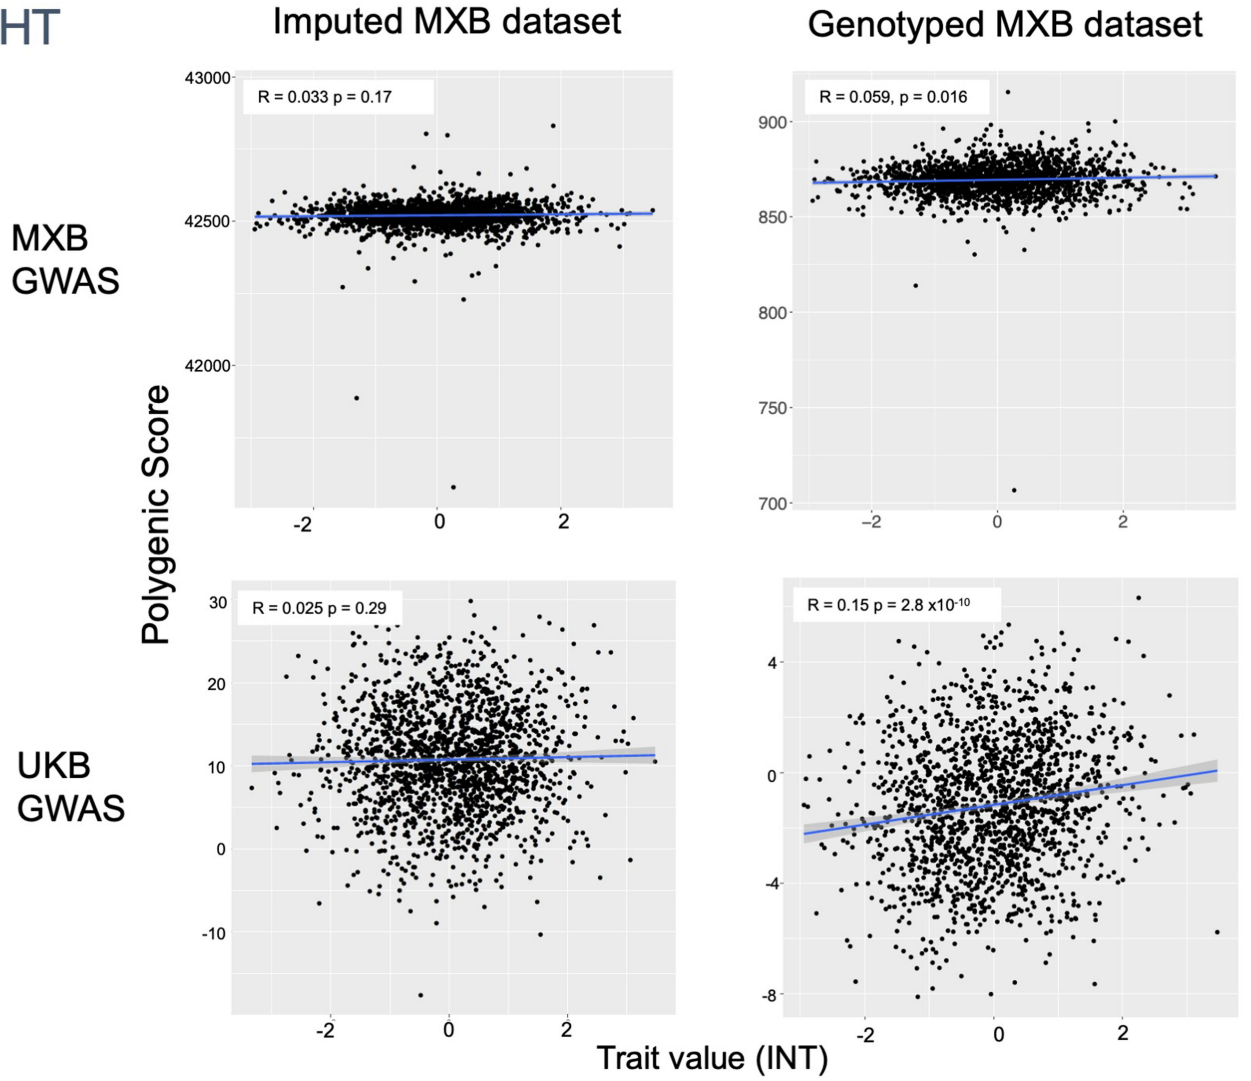 HT
Imputed MXB dataset
Genotyped MXB dataset
MXB
GWAS
UKB
GWAS
Polygenic Score
43000
42500
42000
R = 0.033 p = 0.17
-2 0 2
900
850
800
750
700
R = 0.059, p = 0.016
−2 0 2
30
20
10
0
-10
R = 0.025 p = 0.29
-2 0 2
4
0
-4
-8
R = 0.15 p = 2.8 x10⁻¹⁰
-2 0 2
Trait value (INT)